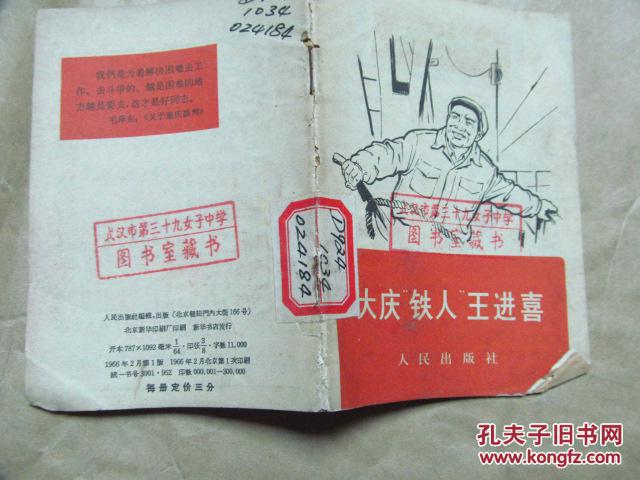 1034
024184
我們是为着解决困难去工
作、去斗爭的。越是困难的地
方越是要去，这才是好同志。
毛泽东：《关于重庆談判》
武汉市第三十九女子中学
图书室藏书
人民出版社編輯、出版（北京朝阳門內大街166号）
北京新华印刷厂印刷 新华书店发行
开本787×1092毫米 1/64·印张3/8·字数11,000
1966年2月第1版 1966年2月北京第1次印刷
統一书号3001·952 印数000,001—300,000
每册定价三分
D9424
1034
024184
武汉市第三十九女子中学
图书室藏书
大庆“铁人”王进喜
人民出版社
孔夫子旧书网
www.kongfz.com